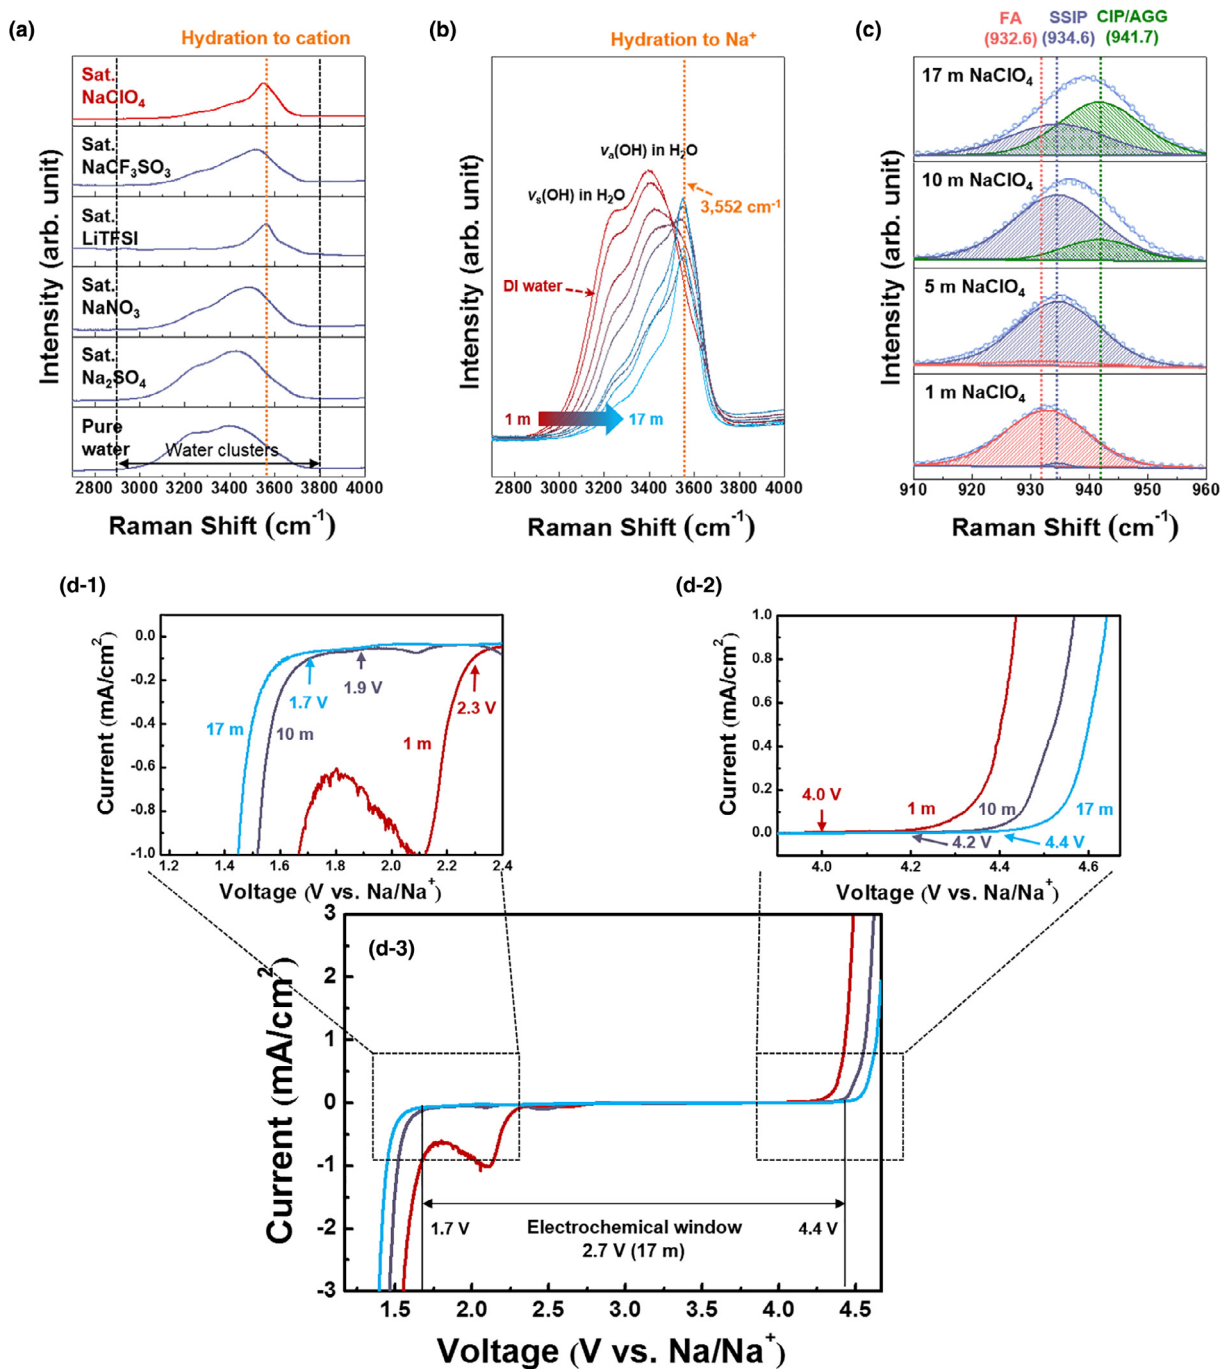 (a)
Hydration to cation
Sat.
NaClO₄
Sat.
NaCF₃SO₃
Sat.
LiTFSI
Sat.
NaNO₃
Sat.
Na₂SO₄
Pure
water
Water clusters
Intensity (arb. unit)
2800 3000 3200 3400 3600 3800 4000
Raman Shift (cm⁻¹)
(b)
Hydration to Na⁺
νₐ(OH) in H₂O
νₛ(OH) in H₂O
3,552 cm⁻¹
DI water
1 m
17 m
Intensity (arb. unit)
2800 3000 3200 3400 3600 3800 4000
Raman Shift (cm⁻¹)
(c)
FA SSIP CIP/AGG
(932.6) (934.6) (941.7)
17 m NaClO₄
10 m NaClO₄
5 m NaClO₄
1 m NaClO₄
Intensity (arb. unit)
910 920 930 940 950 960
Raman Shift (cm⁻¹)
(d-1)
0.0
-0.2
-0.4
-0.6
-0.8
-1.0
Current (mA/cm²)
1.7 V
1.9 V
2.3 V
17 m
10 m
1 m
1.2 1.4 1.6 1.8 2.0 2.2 2.4
Voltage (V vs. Na/Na⁺)
(d-2)
1.0
0.8
0.6
0.4
0.2
0.0
Current (mA/cm²)
4.0 V
1 m
10 m
17 m
4.2 V
4.4 V
4.0 4.2 4.4 4.6
Voltage (V vs. Na/Na⁺)
(d-3)
3
2
1
0
-1
-2
-3
Current (mA/cm²)
1.7 V
Electrochemical window
2.7 V (17 m)
4.4 V
1.5 2.0 2.5 3.0 3.5 4.0 4.5
Voltage (V vs. Na/Na⁺)